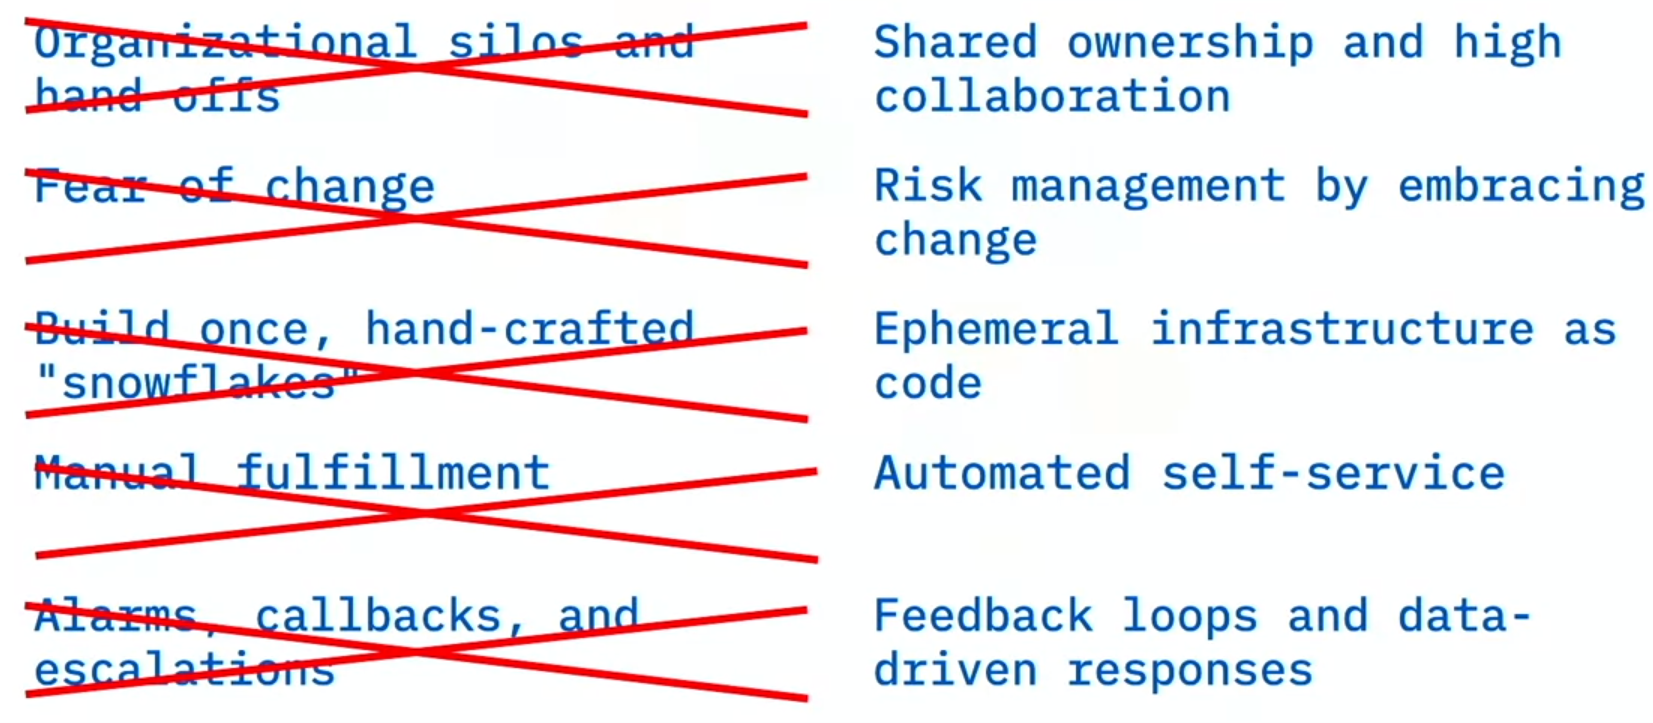 Organizational silos and
hand offs
Shared ownership and high
collaboration
Fear of change
Risk management by embracing
change
Build once, hand-crafted
"snowflakes"
Ephemeral infrastructure as
code
Manual fulfillment
Automated self-service
Alarms, callbacks, and
escalations
Feedback loops and data-
driven responses